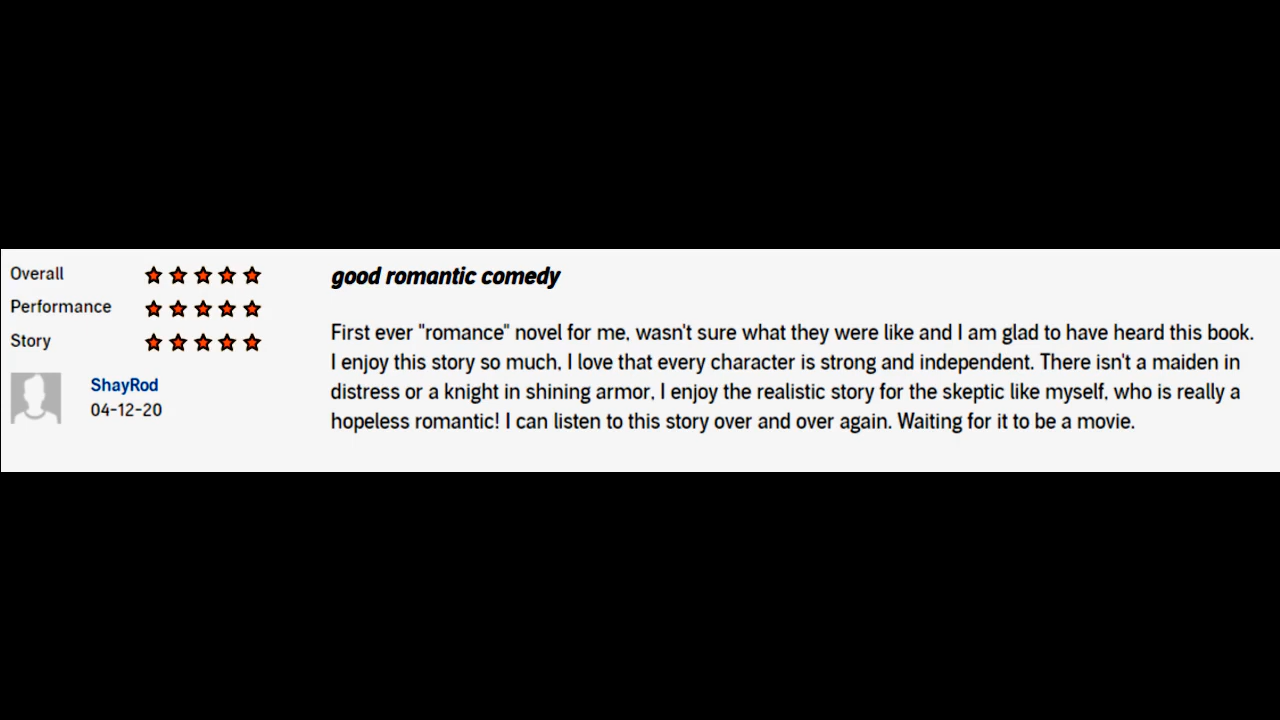 Overall
Performance
Story
ShayRod
04-12-20
good romantic comedy
First ever "romance" novel for me, wasn't sure what they were like and I am glad to have heard this book.
I enjoy this story so much, I love that every character is strong and independent. There isn't a maiden in
distress or a knight in shining armor, I enjoy the realistic story for the skeptic like myself, who is really a
hopeless romantic! I can listen to this story over and over again. Waiting for it to be a movie.